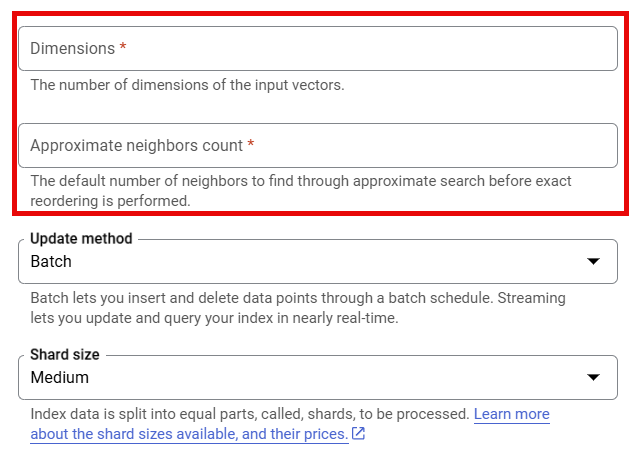 Dimensions *
The number of dimensions of the input vectors.
Approximate neighbors count *
The default number of neighbors to find through approximate search before exact
reordering is performed.
Update method
Batch
Batch lets you insert and delete data points through a batch schedule. Streaming
lets you update and query your index in nearly real-time.
Shard size
Medium
Index data is split into equal parts, called, shards, to be processed. Learn more
about the shard sizes available, and their prices.